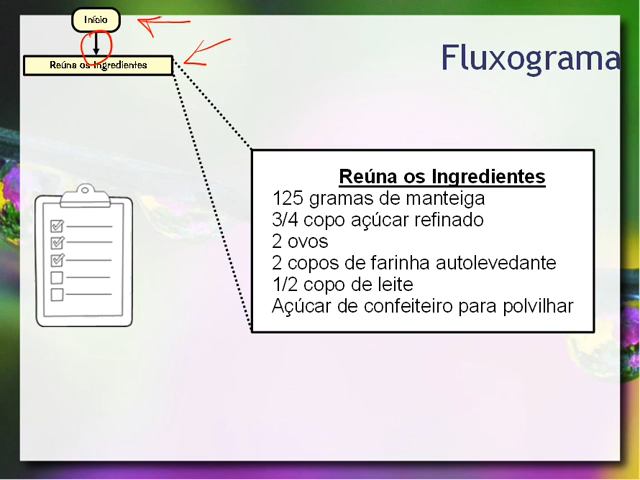 Início
Reúna os Ingredientes
Fluxograma
Reúna os Ingredientes
125 gramas de manteiga
3/4 copo açúcar refinado
2 ovos
2 copos de farinha autolevedante
1/2 copo de leite
Açúcar de confeiteiro para polvilhar